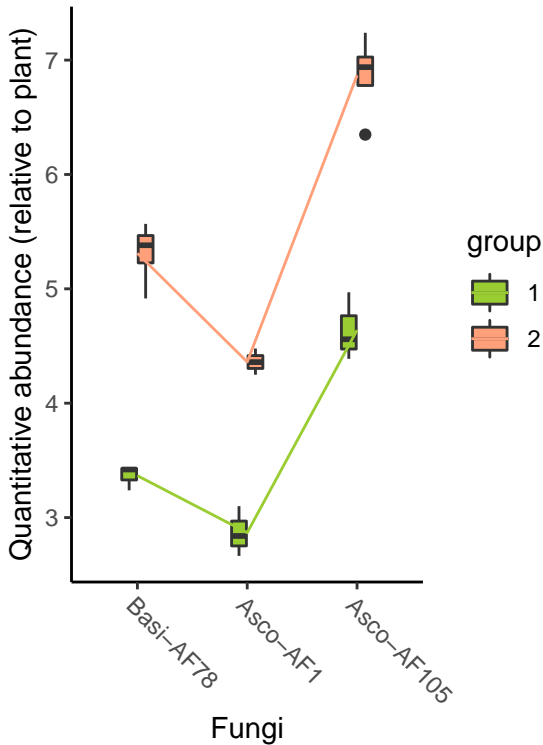 Quantitative abundance (relative to plant)
7
6
5
4
3
Basi–AF78
Asco–AF1
Asco–AF105
Fungi
group
1
2